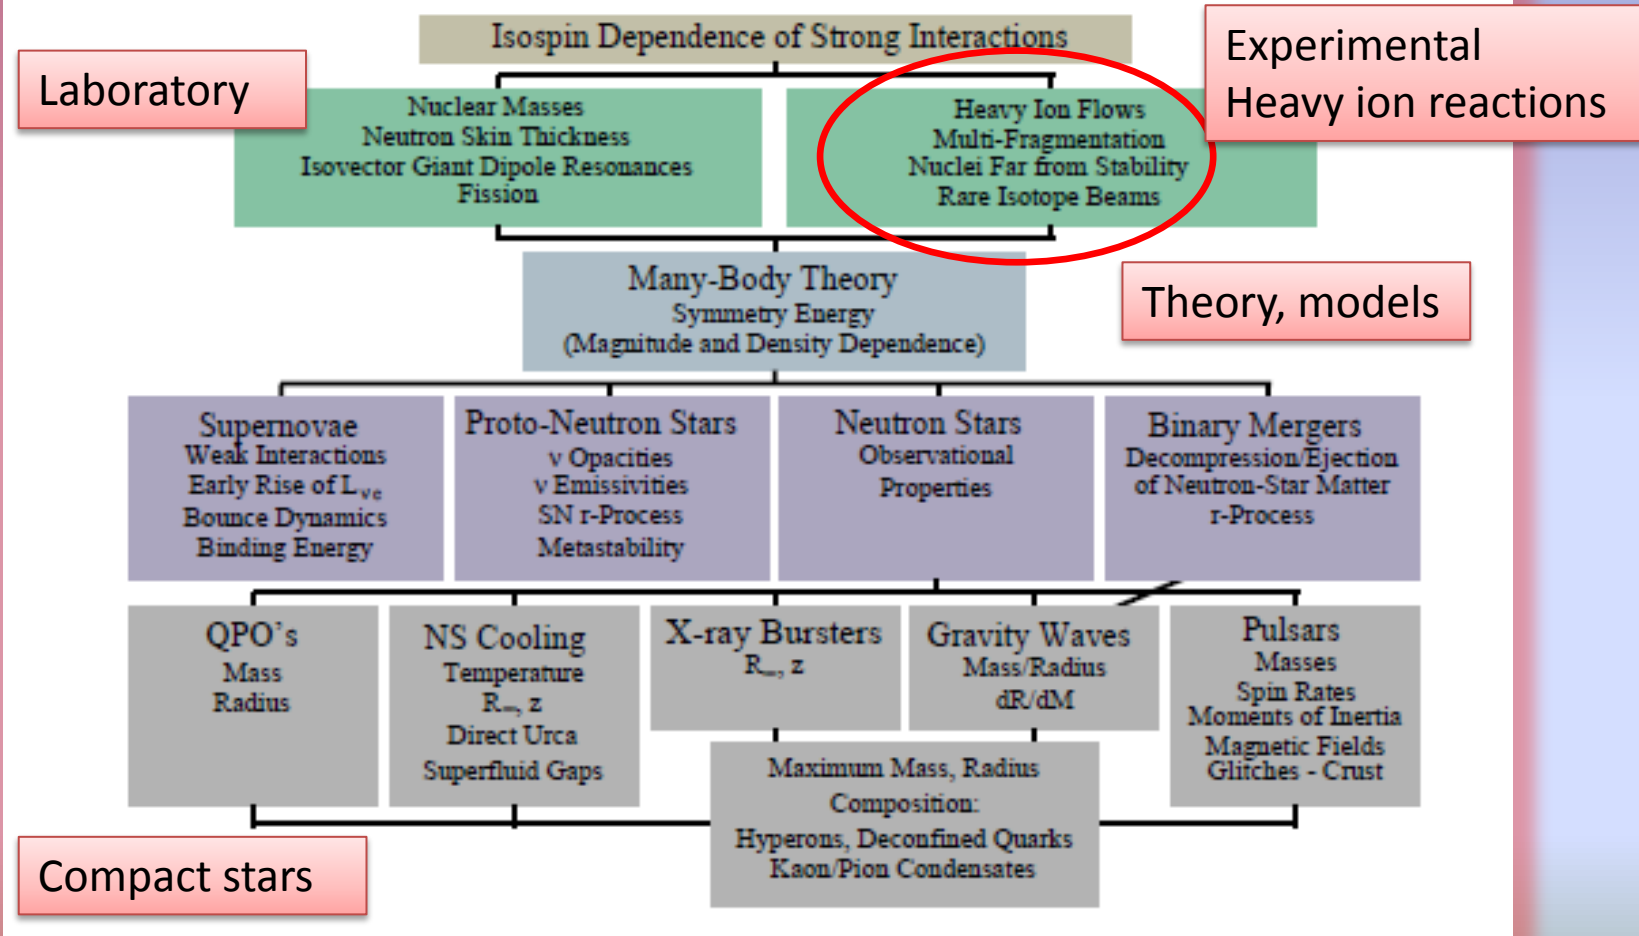 Isospin Dependence of Strong Interactions
Laboratory
Experimental
Heavy ion reactions
Nuclear Masses
Neutron Skin Thickness
Isovector Giant Dipole Resonances
Fission
Heavy Ion Flows
Multi-Fragmentation
Nuclei Far from Stability
Rare Isotope Beams
Many-Body Theory
Symmetry Energy
(Magnitude and Density Dependence)
Theory, models
Supernovae
Weak Interactions
Early Rise of Lνe
Bounce Dynamics
Binding Energy
Proto-Neutron Stars
ν Opacities
ν Emissivities
SN r-Process
Metastability
Neutron Stars
Observational
Properties
Binary Mergers
Decompression/Ejection
of Neutron-Star Matter
r-Process
QPO's
Mass
Radius
NS Cooling
Temperature
R∞, z
Direct Urca
Superfluid Gaps
X-ray Bursters
R∞, z
Gravity Waves
Mass/Radius
dR/dM
Pulsars
Masses
Spin Rates
Moments of Inertia
Magnetic Fields
Glitches - Crust
Maximum Mass, Radius
Composition:
Hyperons, Deconfined Quarks
Kaon/Pion Condensates
Compact stars